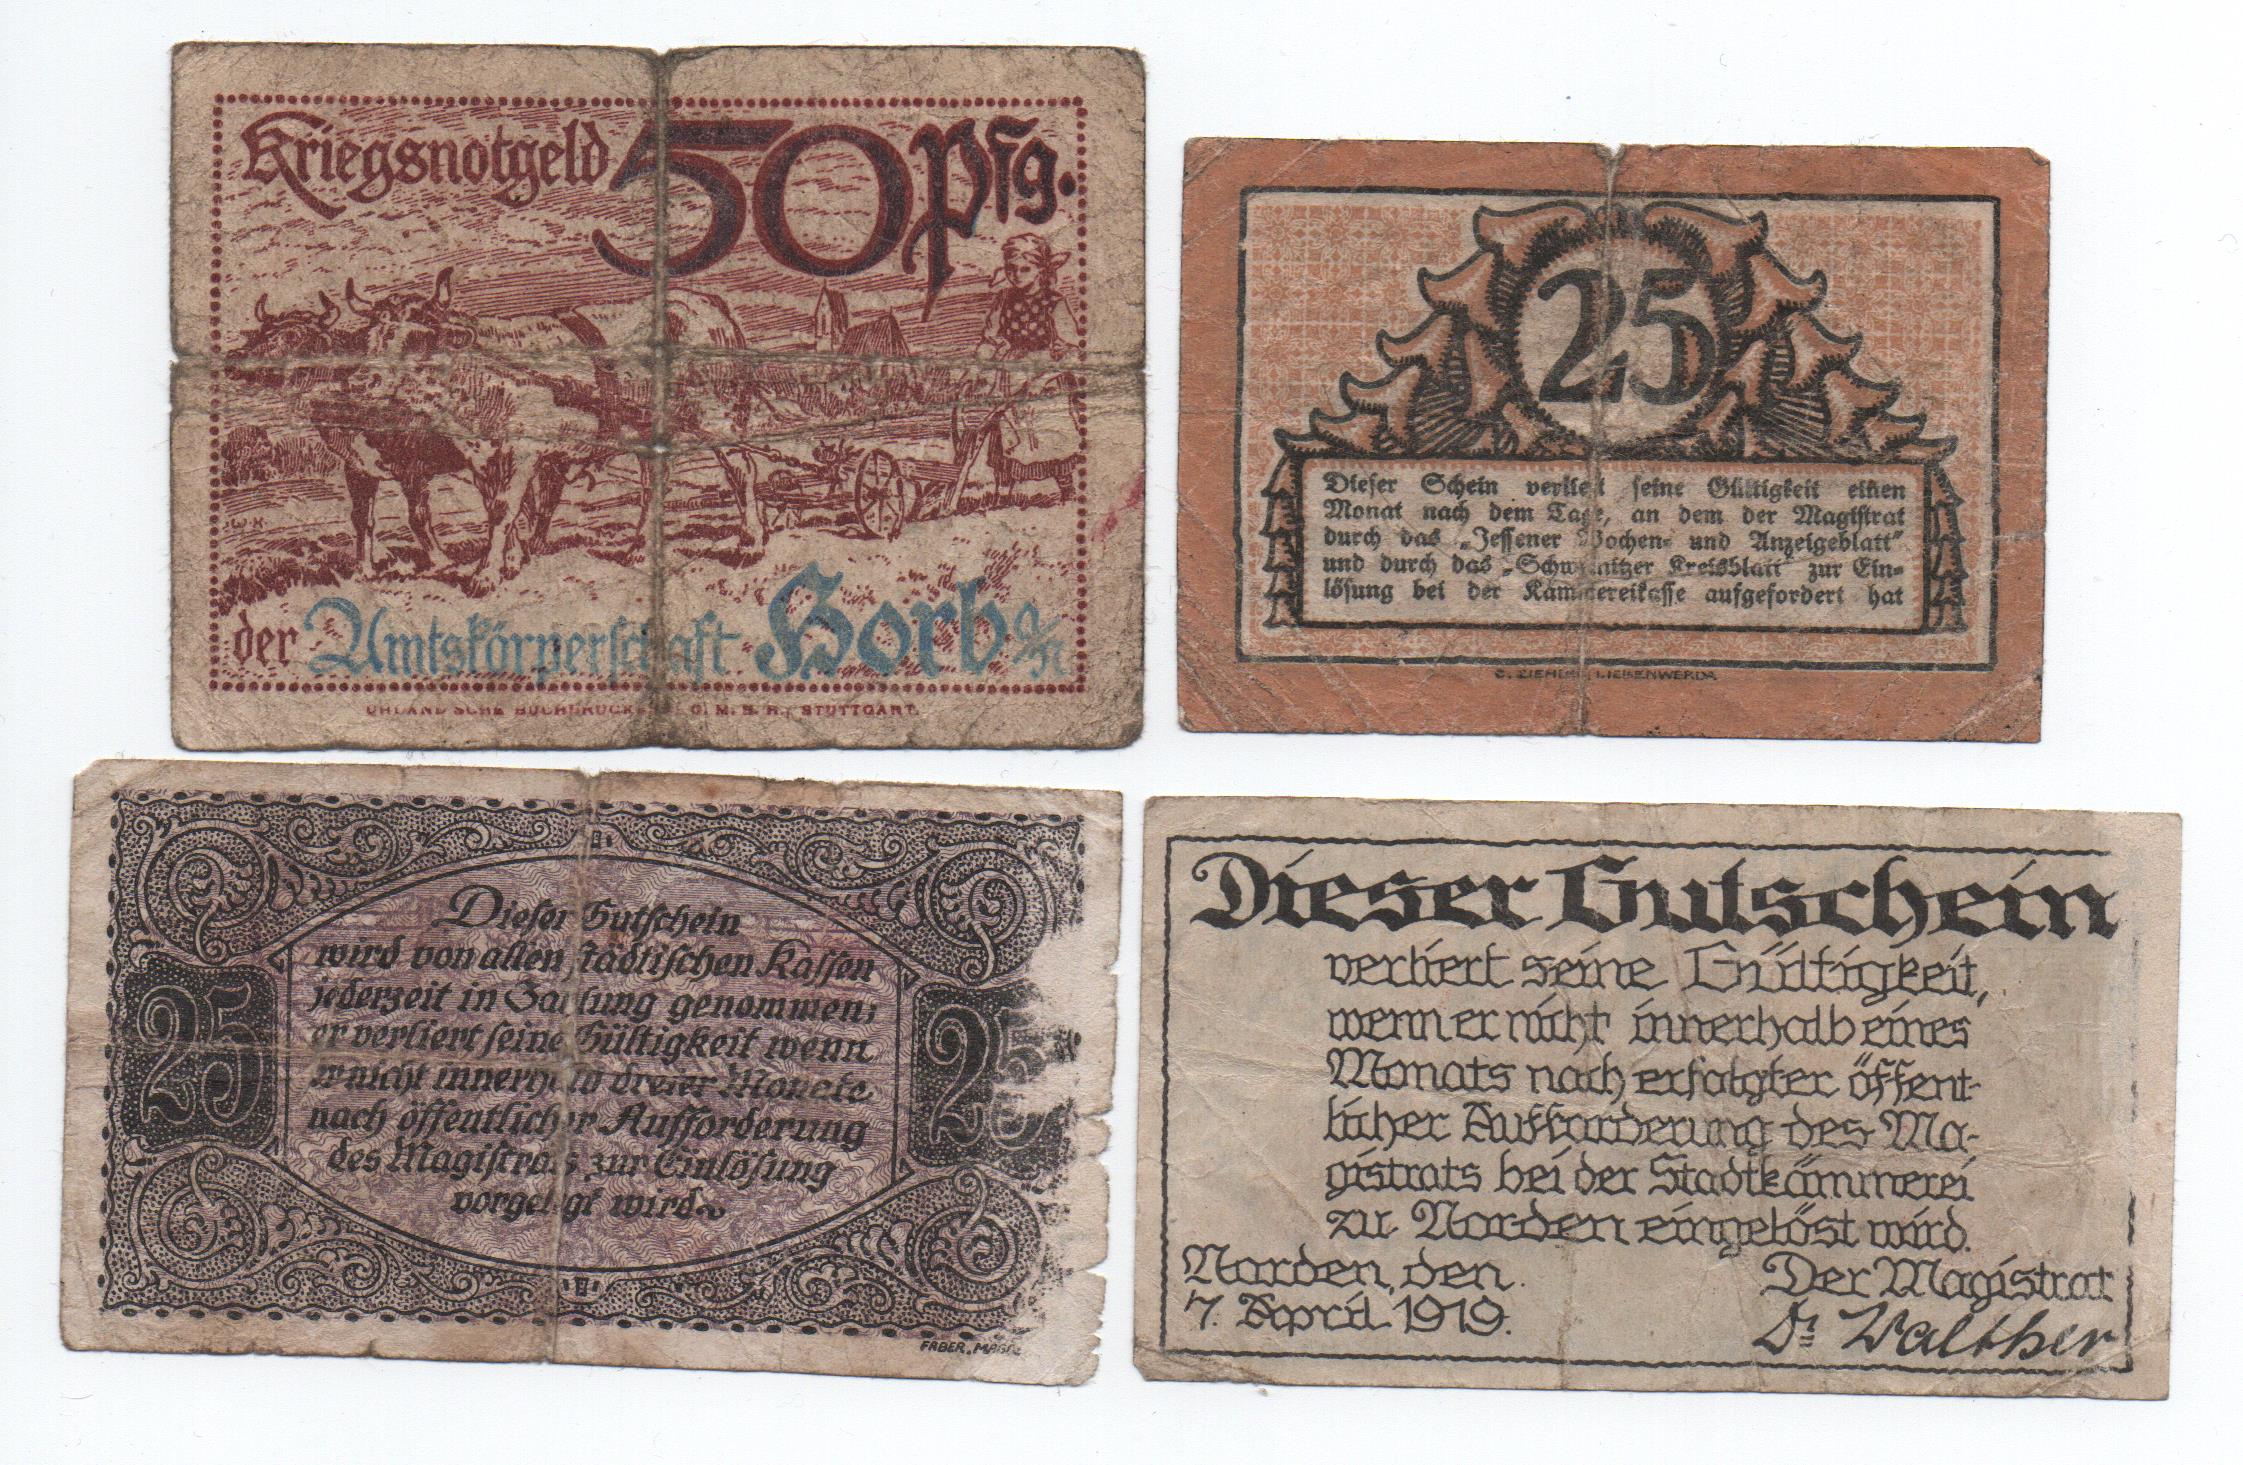 Kriegsnotgeld 50 Pfg.
W.K
der Amtskörperschaft Horb a/N
UHLAND'SCHE BUCHDRUCKEREI G.M.B.H., STUTTGART.
25
Dieser Schein verliert seine Gültigkeit einen
Monat nach dem Tage, an dem der Magistrat
durch das „Jessener Wochen- und Anzeigeblatt"
und durch das „Schweinitzer Kreisblatt" zur Ein-
lösung bei der Kämmereikasse aufgefordert hat
C. ZIEHLKE, LIEBENWERDA
Dieser Gutschein
wird von allen städtischen Kassen
jederzeit in Zahlung genommen;
er verliert seine Gültigkeit wenn
er nicht innerhalb dreier Monate
nach öffentlicher Aufforderung
des Magistrats zur Einlösung
vorgelegt wird
25
25
FABER, MAGD.
Dieser Gutschein
verliert seine Gültigkeit,
wenn er nicht innerhalb eines
Monats nach erfolgter öffent-
licher Aufforderung des Ma-
gistrats bei der Stadtkämmerei
zu Norden eingelöst wird.
Norden, den
7. April 1919.
Der Magistrat
Dr. Walther